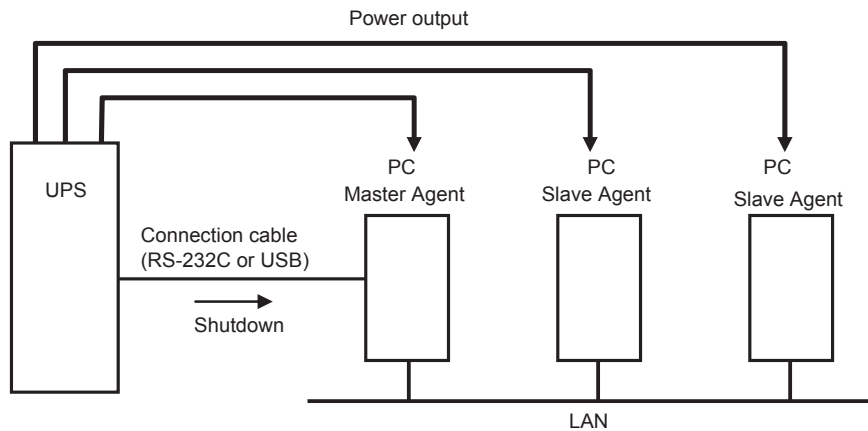 Power output
UPS
PC
Master Agent
PC
Slave Agent
PC
Slave Agent
Connection cable
(RS-232C or USB)
Shutdown
LAN